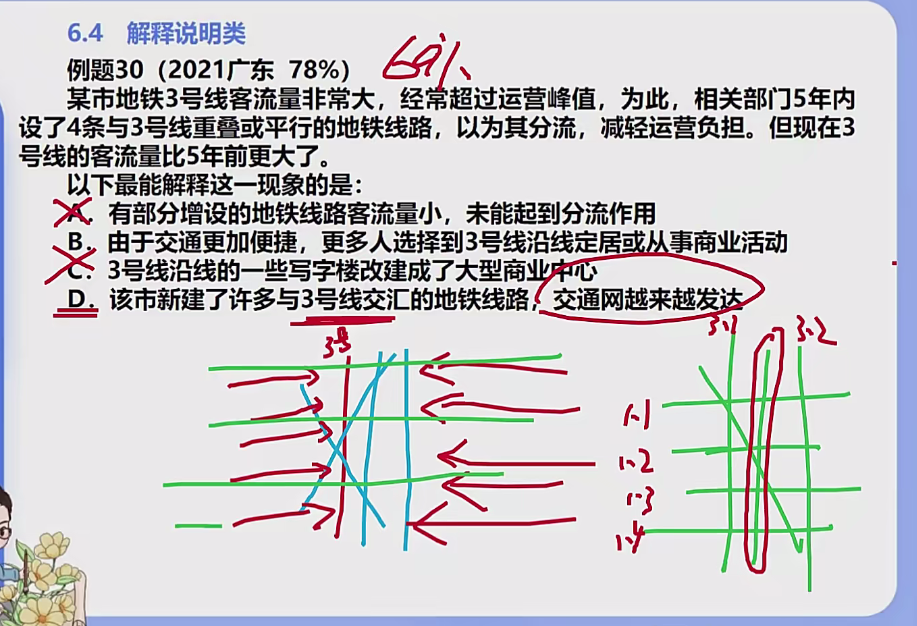 6.4 解释说明类
例题30（2021广东 78%） 69%
某市地铁3号线客流量非常大，经常超过运营峰值，为此，相关部门5年内
设了4条与3号线重叠或平行的地铁线路，以为其分流，减轻运营负担。但现在3
号线的客流量比5年前更大了。
以下最能解释这一现象的是：
A．有部分增设的地铁线路客流量小，未能起到分流作用
B．由于交通更加便捷，更多人选择到3号线沿线定居或从事商业活动
C．3号线沿线的一些写字楼改建成了大型商业中心
D．该市新建了许多与3号线交汇的地铁线路，交通网越来越发达
3号 3.1 3.2
1.1
1.2
1.3
1.4